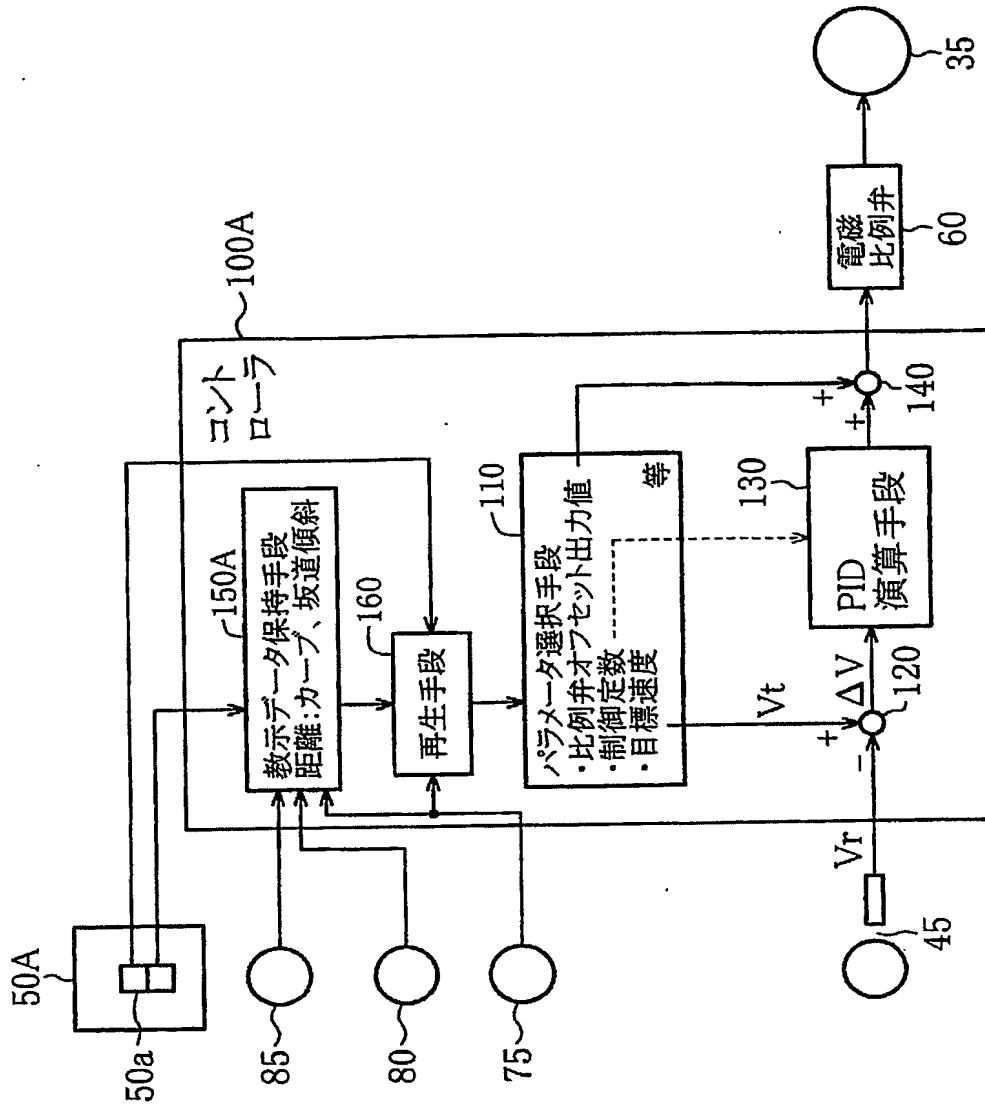 50A
50a
85
80
75
45
コント
ローラ
100A
教示データ保持手段
距離:カーブ、坂道傾斜
150A
再生手段
160
パラメータ選択手段
・比例弁オフセット出力値
・制御定数
・目標速度
等
110
Vr
Vt
+
−
ΔV
120
PID
演算手段
130
+
+
140
電磁
比例弁
60
35